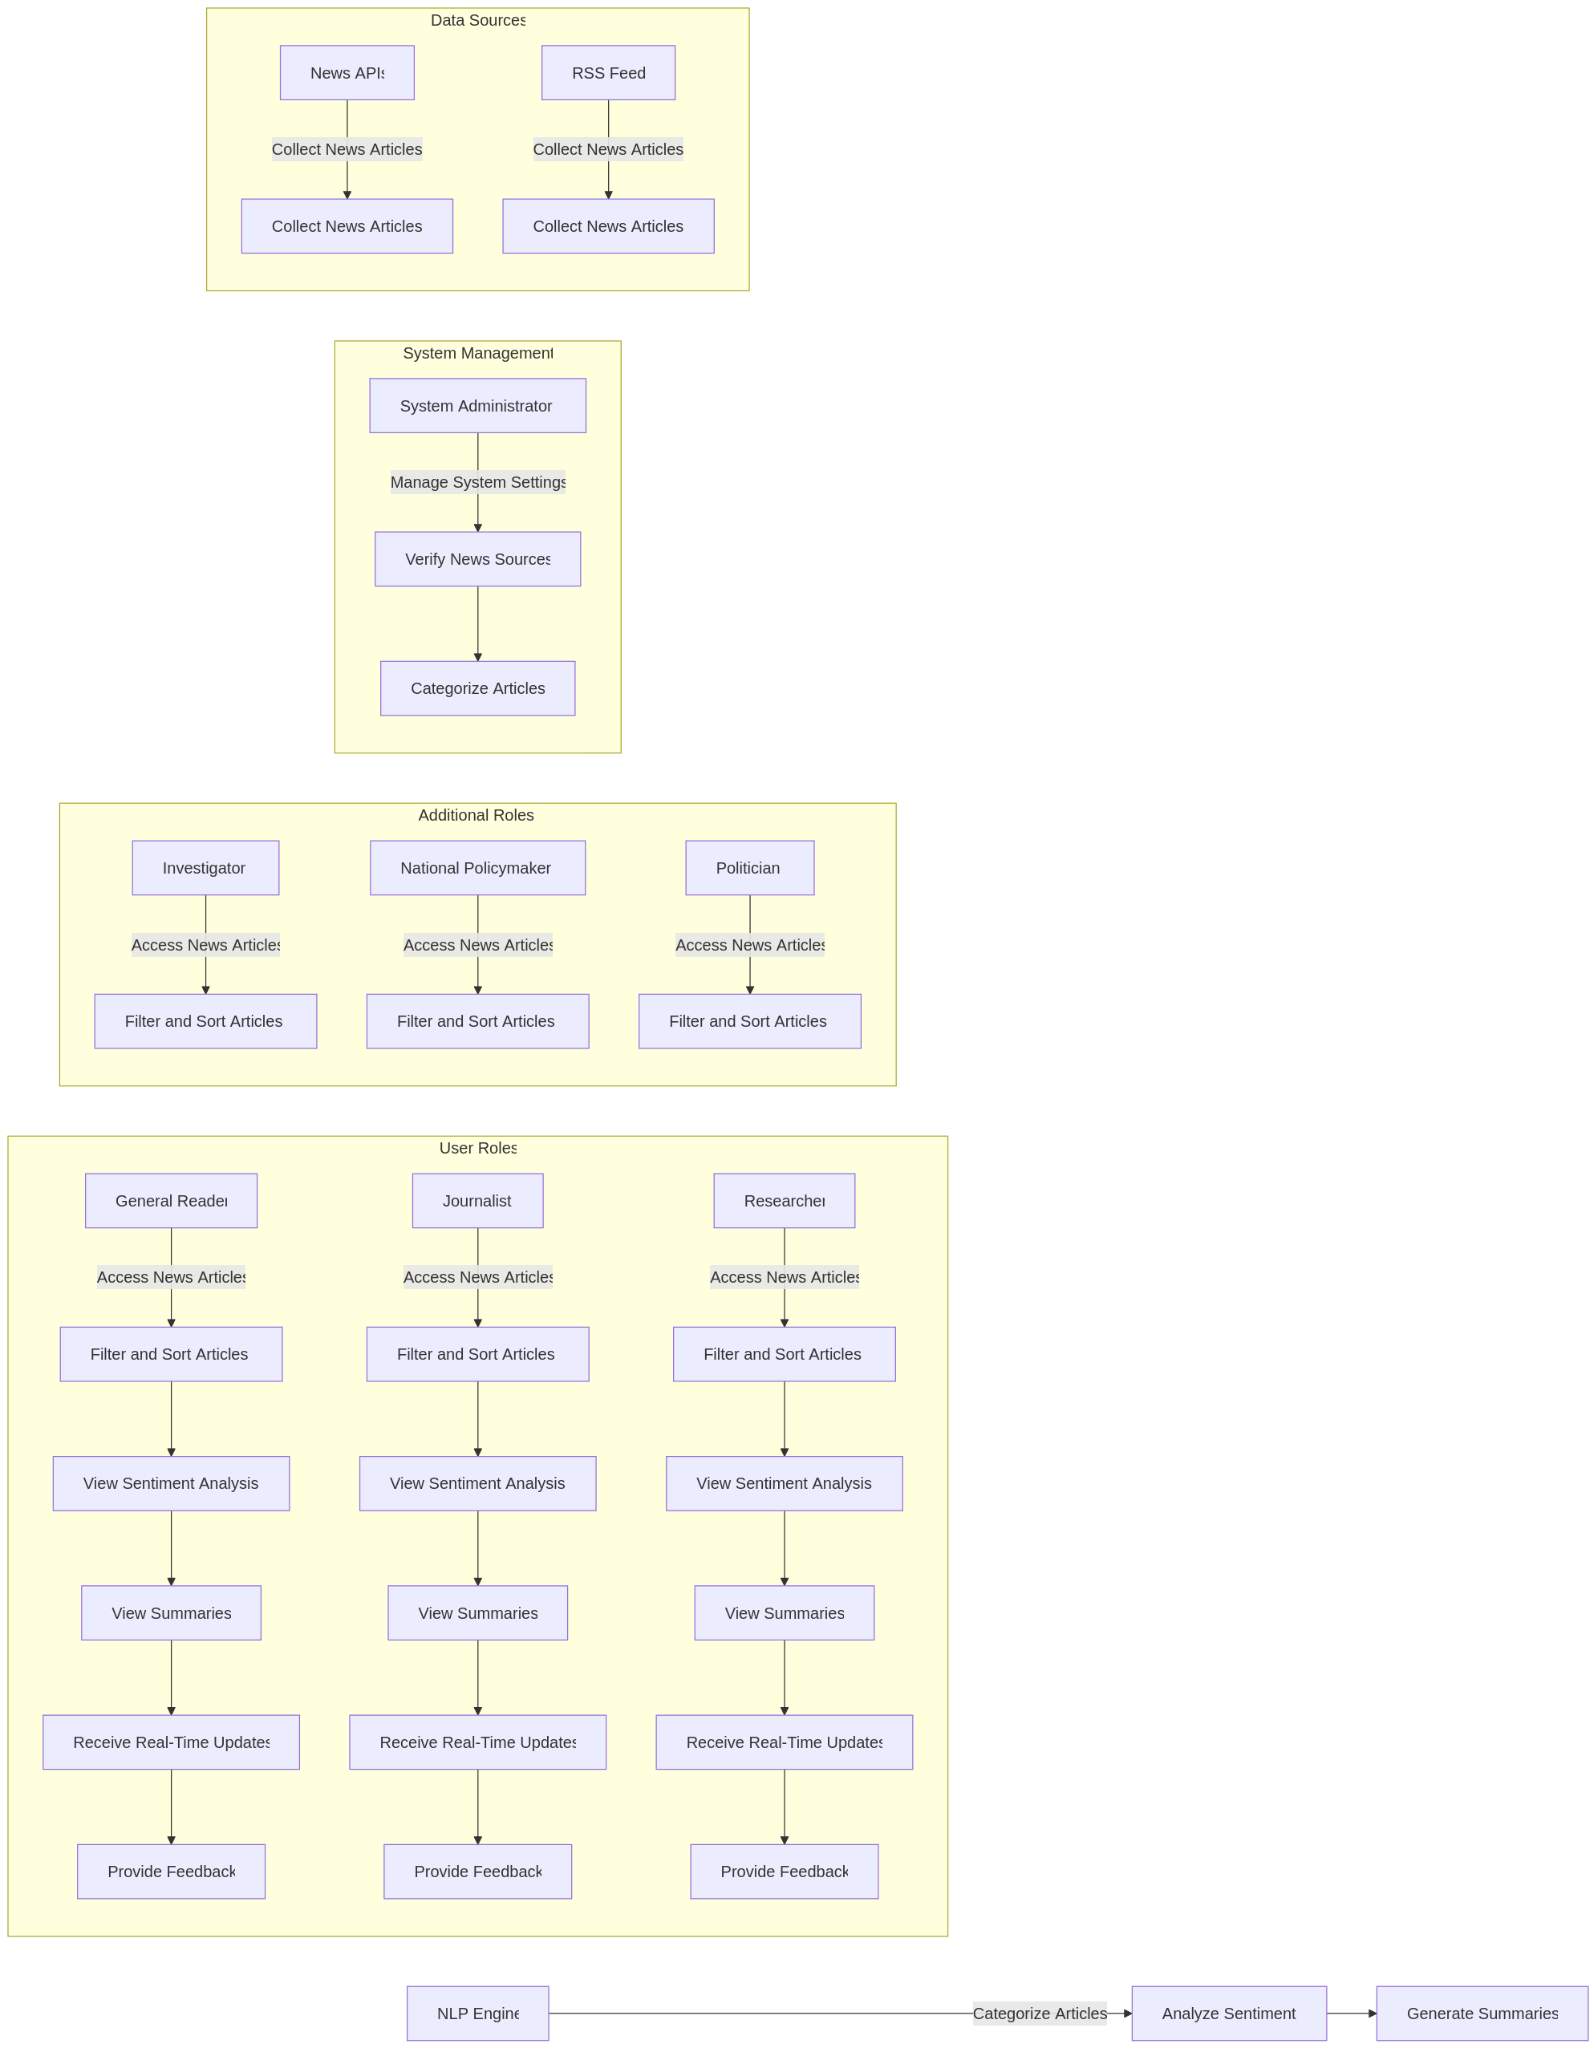 Data Sources
News APIs
RSS Feed
Collect News Articles
Collect News Articles
Collect News Articles
Collect News Articles
System Management
System Administrator
Manage System Settings
Verify News Sources
Categorize Articles
Additional Roles
Investigator
National Policymaker
Politician
Access News Articles
Access News Articles
Access News Articles
Filter and Sort Articles
Filter and Sort Articles
Filter and Sort Articles
User Roles
General Reader
Journalist
Researcher
Access News Articles
Access News Articles
Access News Articles
Filter and Sort Articles
Filter and Sort Articles
Filter and Sort Articles
View Sentiment Analysis
View Sentiment Analysis
View Sentiment Analysis
View Summaries
View Summaries
View Summaries
Receive Real-Time Updates
Receive Real-Time Updates
Receive Real-Time Updates
Provide Feedback
Provide Feedback
Provide Feedback
NLP Engine
Categorize Articles
Analyze Sentiment
Generate Summaries